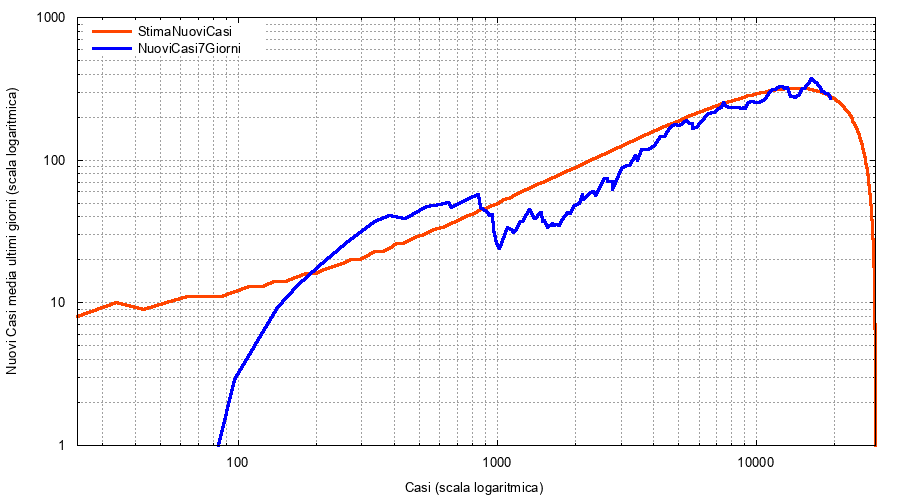 1000
StimaNuoviCasi
NuoviCasi7Giorni
100
10
1
100
1000
10000
Nuovi Casi media ultimi giorni (scala logaritmica)
Casi (scala logaritmica)